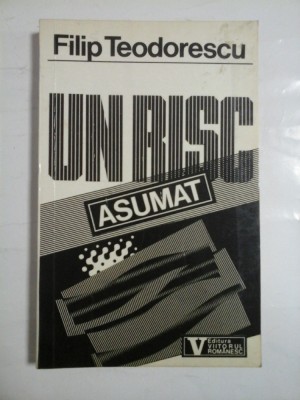 Filip Teodorescu
UN RISC
ASUMAT
V
Editura
VIITORUL
ROMÂNESC